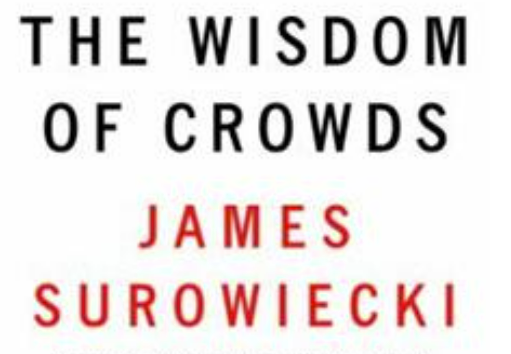 THE WISDOM
OF CROWDS
JAMES
SUROWIECKI